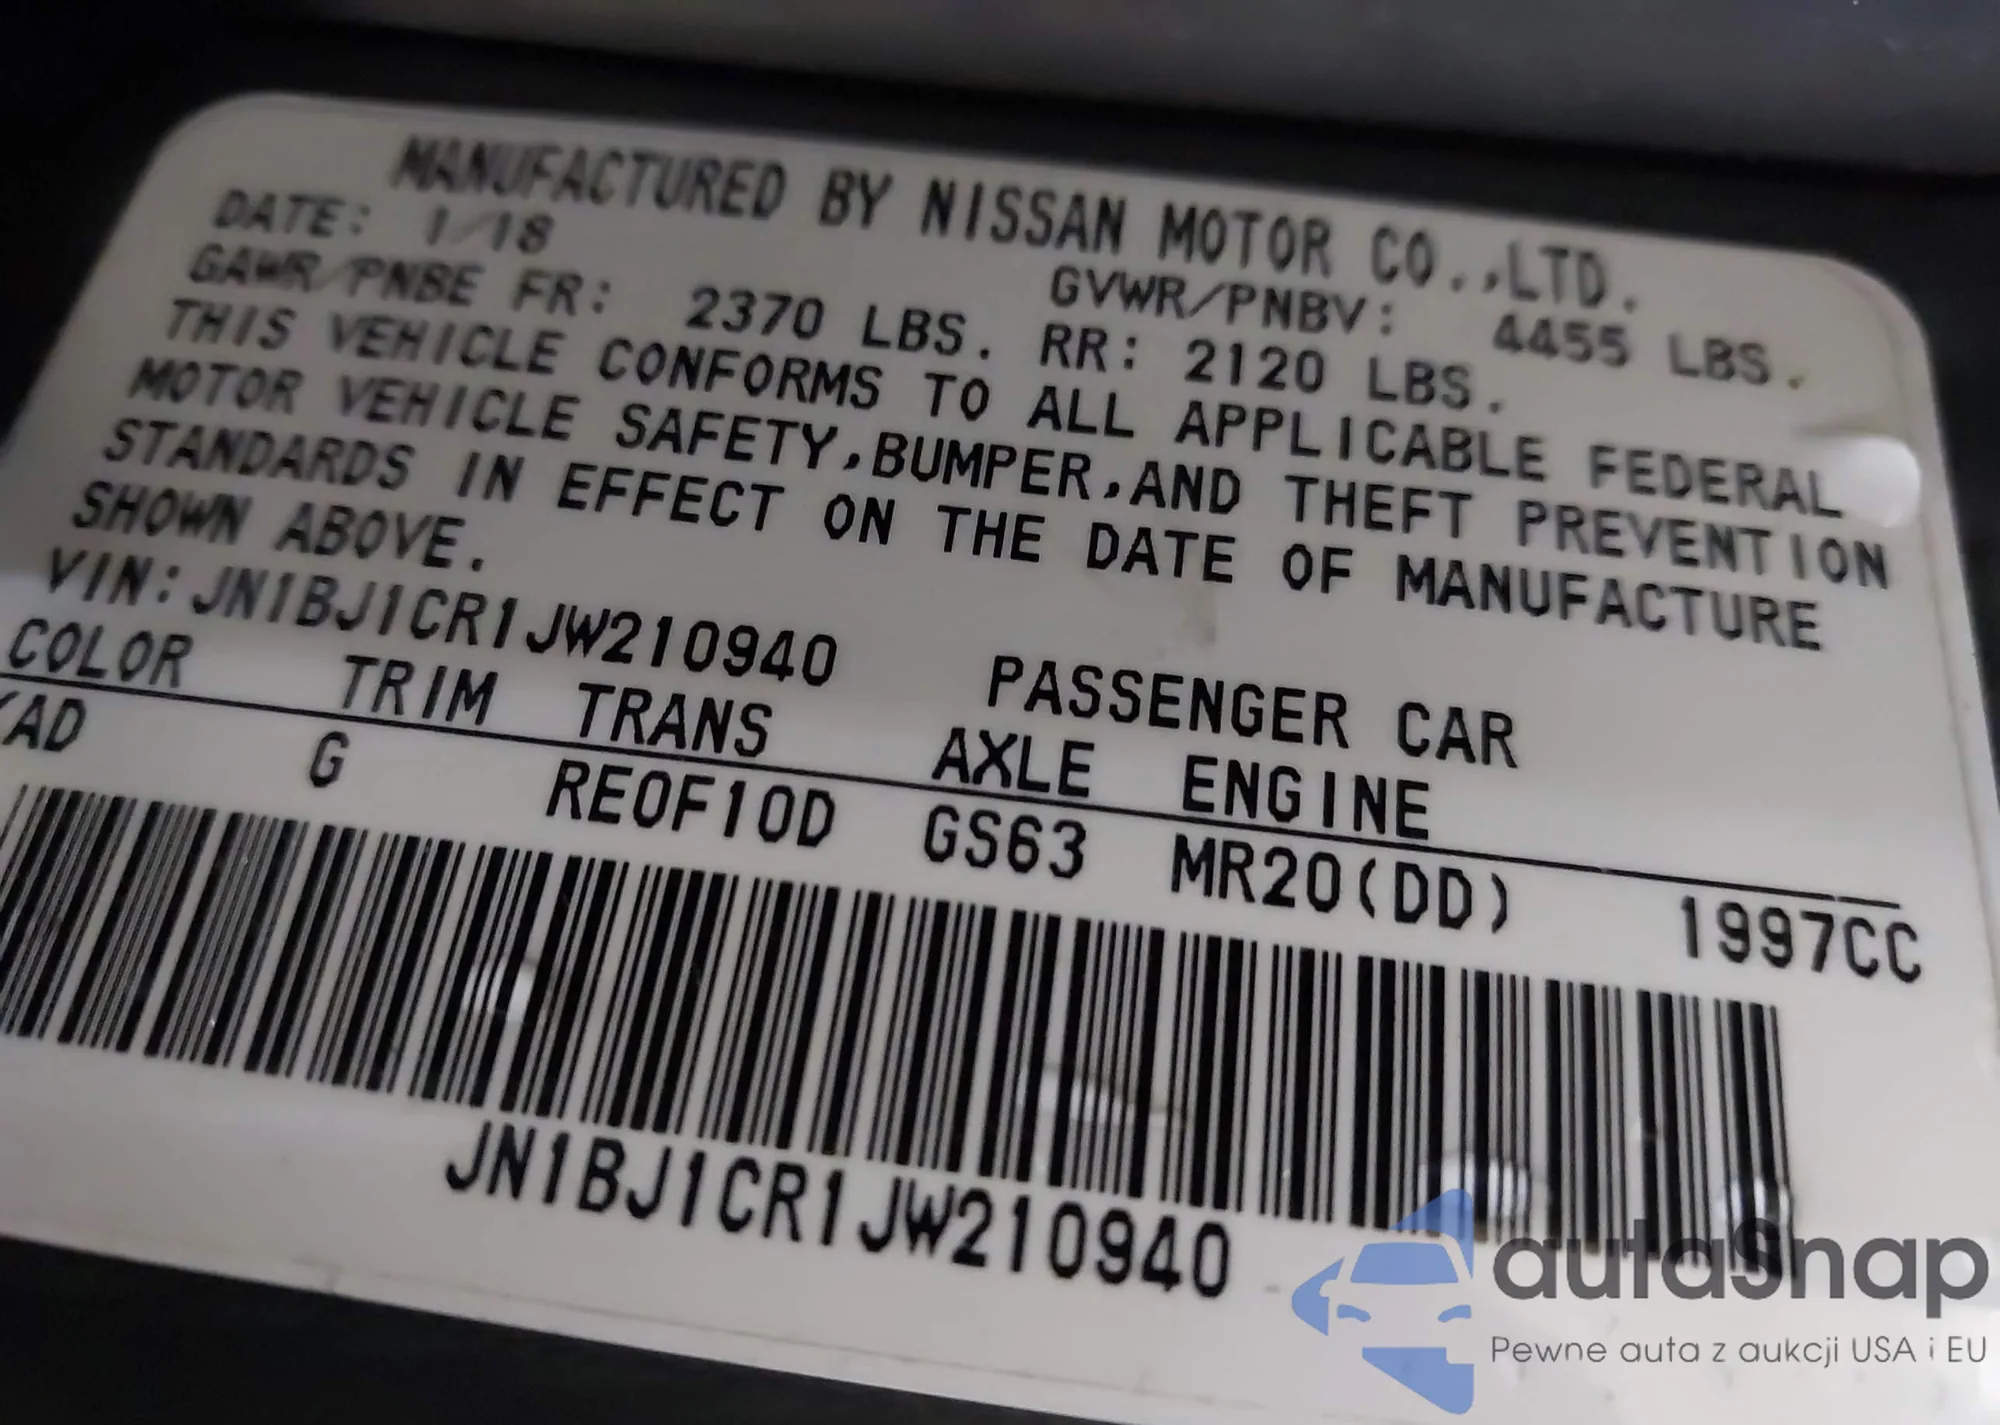 MANUFACTURED BY NISSAN MOTOR CO.,LTD.
DATE: 1/18 GVWR/PNBV: 4455 LBS.
GAWR/PNBE FR: 2370 LBS. RR: 2120 LBS.
THIS VEHICLE CONFORMS TO ALL APPLICABLE FEDERAL
MOTOR VEHICLE SAFETY,BUMPER,AND THEFT PREVENTION
STANDARDS IN EFFECT ON THE DATE OF MANUFACTURE
SHOWN ABOVE.
VIN:JN1BJ1CR1JW210940 PASSENGER CAR
COLOR TRIM TRANS AXLE ENGINE
G RE0F10D GS63 MR20(DD) 1997CC
JN1BJ1CR1JW210940
autaSnap
Pewne auta z aukcji USA i EU